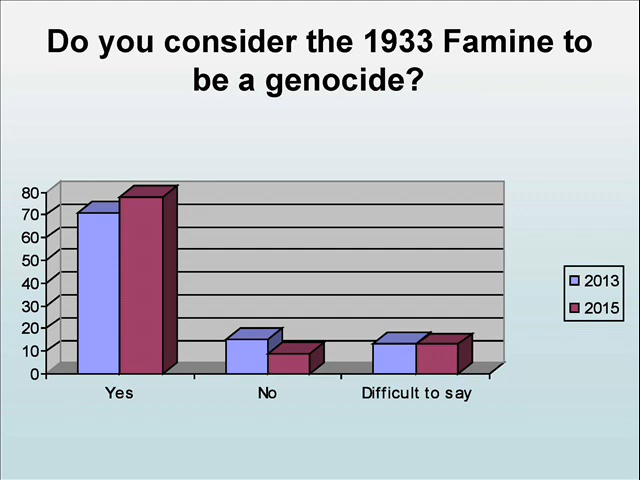 Do you consider the 1933 Famine to
be a genocide?
80
70
60
50
40
30
20
10
0
Yes
No
Difficult to say
2013
2015